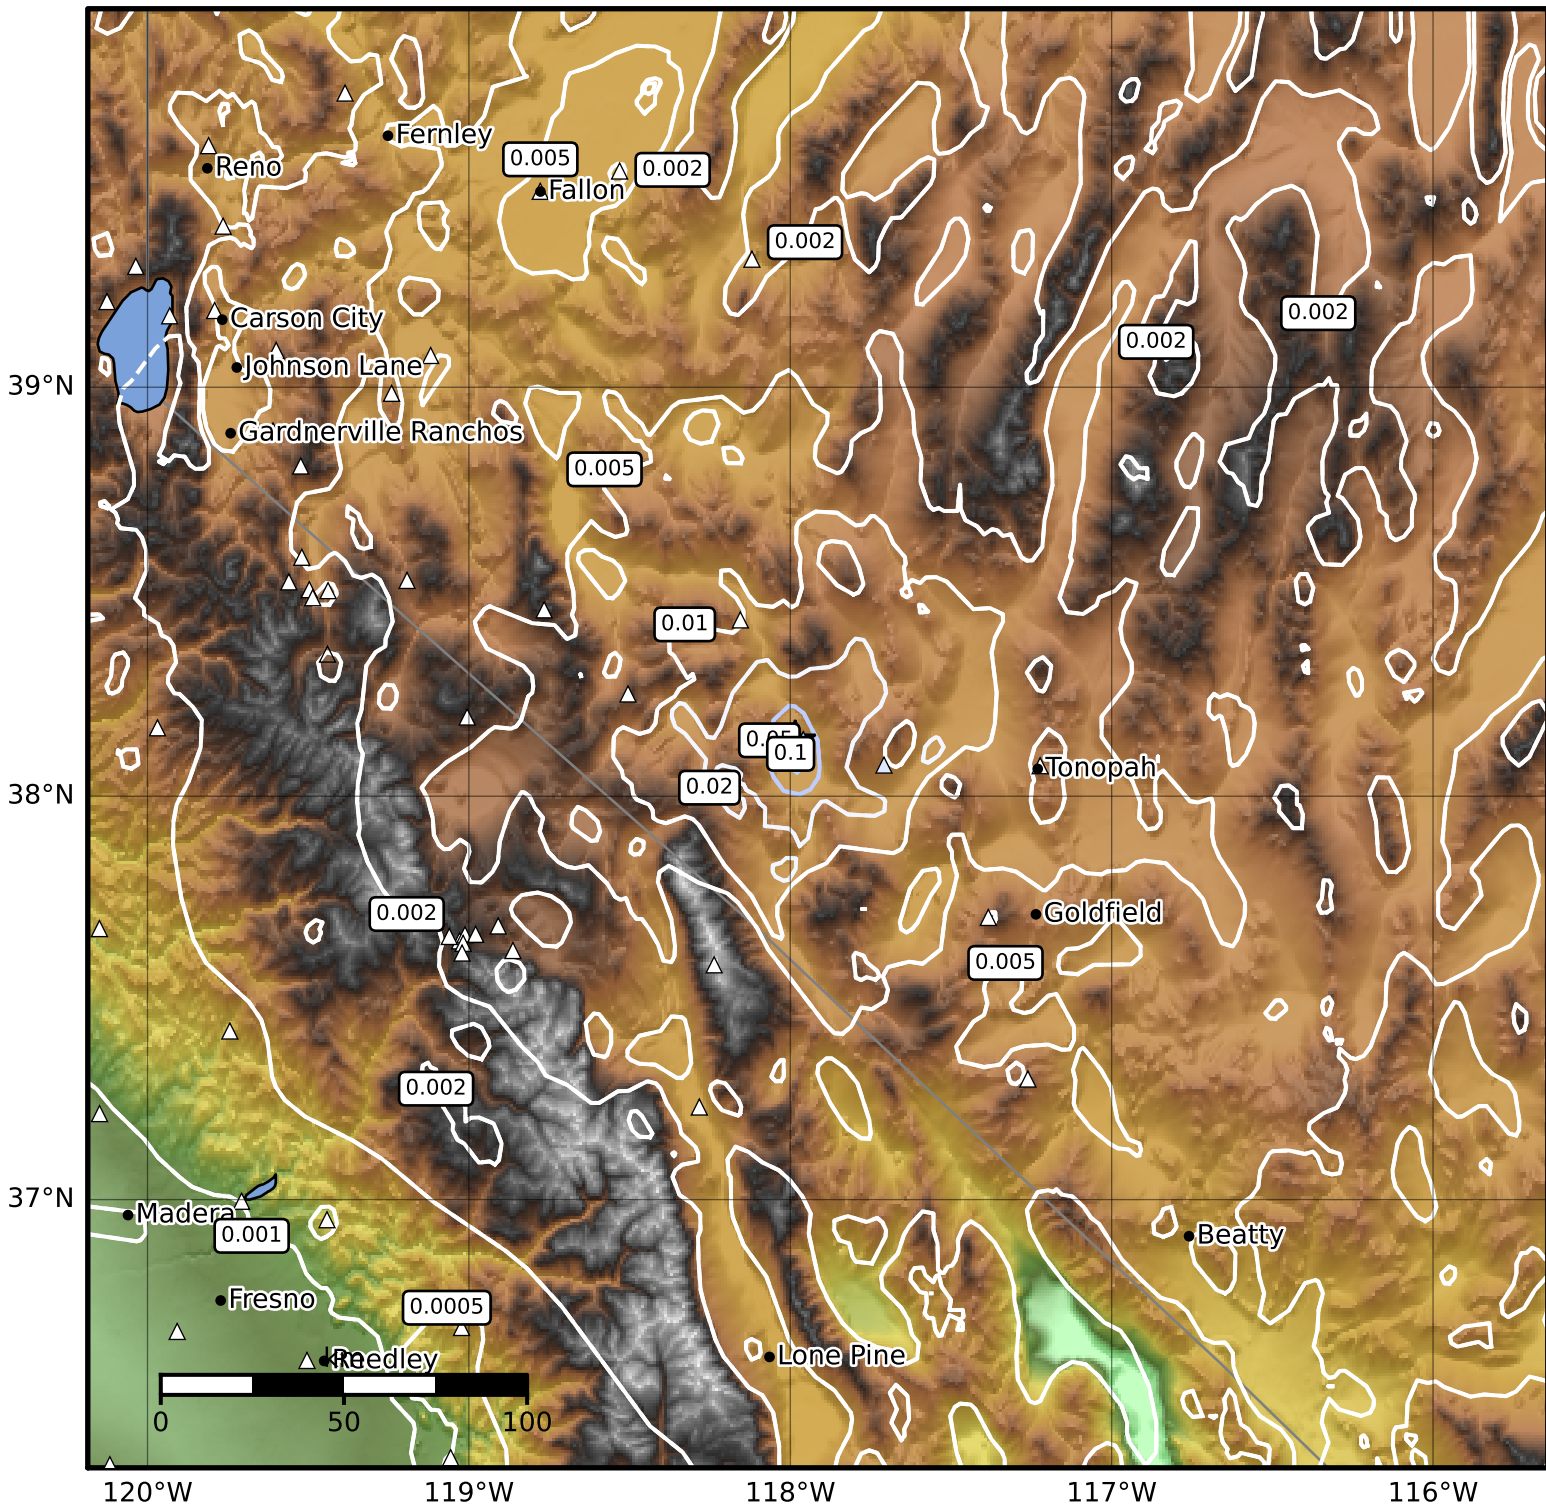 Fernley
0.005
0.002
Reno
Fallon
0.002
0.002
Carson City
0.002
Johnson Lane
39°N
Gardnerville Ranchos
0.005
0.01
0.1
Tonopah
0.02
38°N
0.002
Goldfield
0.005
0.002
37°N
Madera
0.001
Beatty
Fresno
0.0005
Reedley
Lone Pine
0 50 100
120°W 119°W 118°W 117°W 116°W